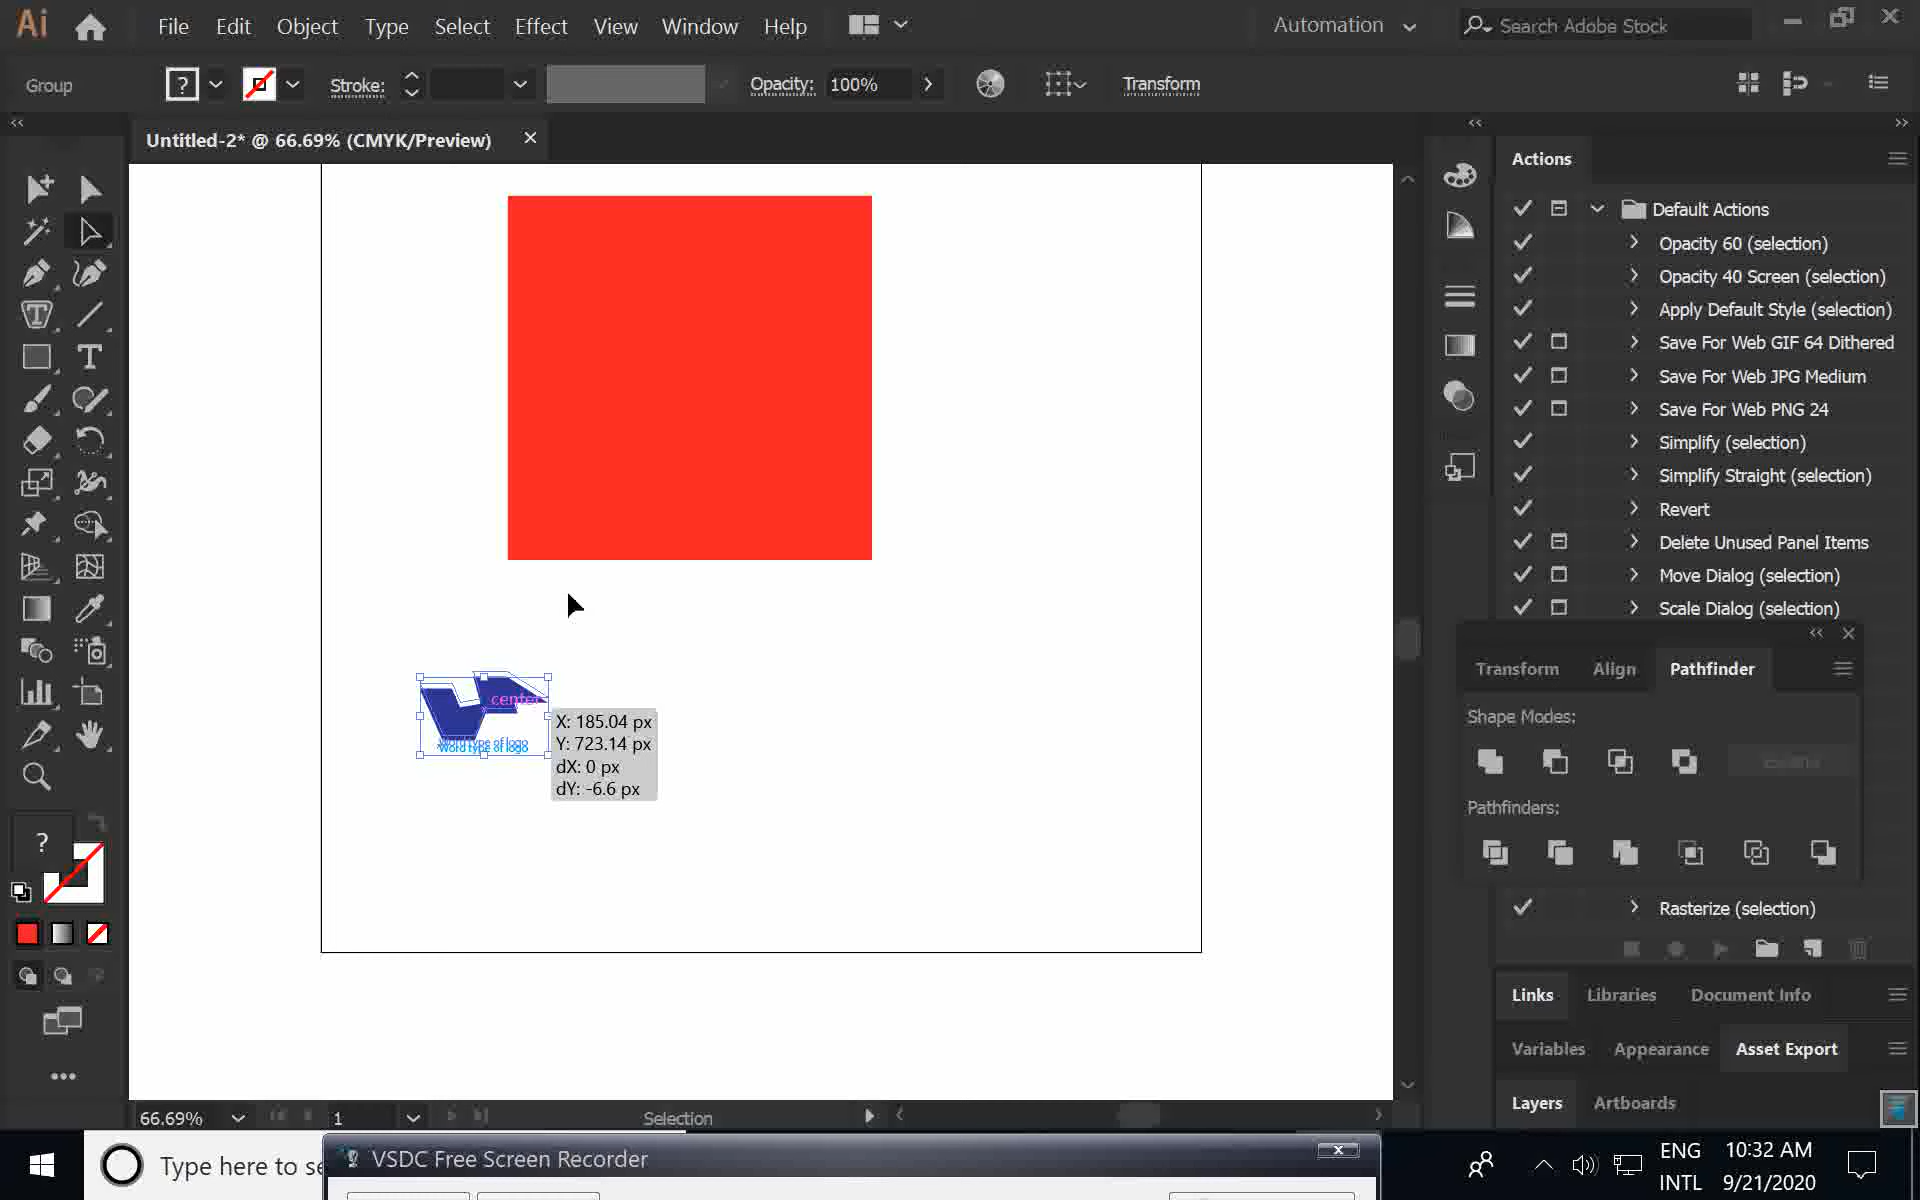 Ai
File Edit Object Type Select Effect View Window Help
Automation
Search Adobe Stock
Group
?
Stroke:
Opacity: 100%
Transform
Untitled-2* @ 66.69% (CMYK/Preview)
Actions
Default Actions
Opacity 60 (selection)
Opacity 40 Screen (selection)
Apply Default Style (selection)
Save For Web GIF 64 Dithered
Save For Web JPG Medium
Save For Web PNG 24
Simplify (selection)
Simplify Straight (selection)
Revert
Delete Unused Panel Items
Move Dialog (selection)
Scale Dialog (selection)
Transform Align Pathfinder
Shape Modes:
Expand
Pathfinders:
Rasterize (selection)
center
Word type of logo
Word type of logo
X: 185.04 px
Y: 723.14 px
dX: 0 px
dY: -6.6 px
?
Links Libraries Document Info
Variables Appearance Asset Export
Layers Artboards
66.69%
1
Selection
Type here to se
VSDC Free Screen Recorder
ENG
INTL
10:32 AM
9/21/2020